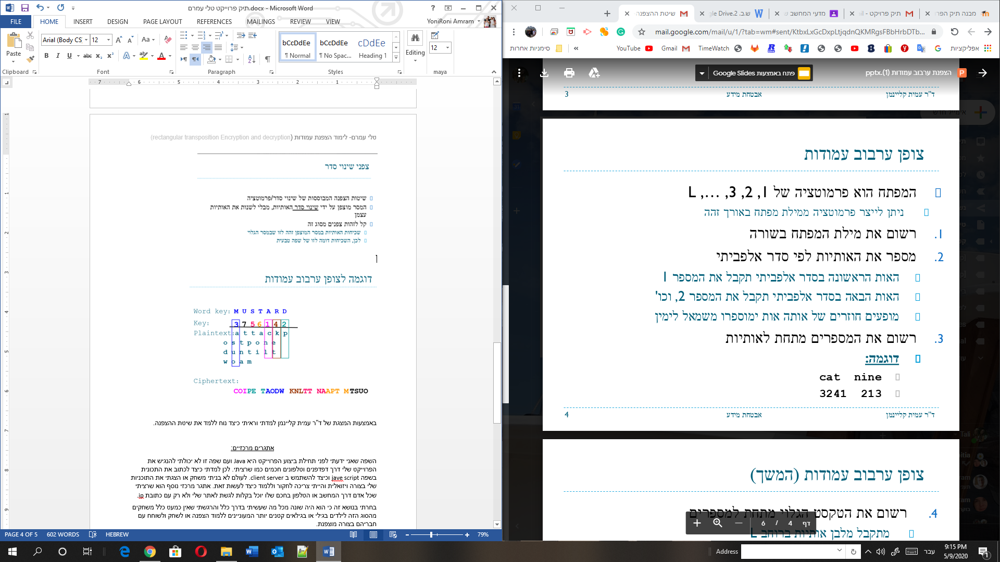 תיק פרוייקט טלי עמרם.docx - Microsoft Word
FILE HOME INSERT DESIGN PAGE LAYOUT REFERENCES MAILINGS REVIEW VIEW
YoniRoni Amram
Arial (Body CS 12
Paste
bCcDdEe bCcDdEe cDdEe
¶ Normal ¶ No Spac... Heading 1
Editing
12
Clipboard Font Paragraph Styles maya
7 6 5 4 3 2 1
טלי עמרם- לימוד הצפנת עמודות (rectangular transposition Encryption and decryption)
צפני שינוי סדר
שיטות הצפנה המבוססות של שינוי סדר/פרמוטציה
המסר מוצפן על ידי שינוי סדר האותיות, מבלי לשנות את האותיות
עצמן
קל לזהות צפנים מסוג זה
שכיחות האותיות במסר המוצפן זהה לזו שבמסר הגלוי
לכן, השכיחות דומה לזו של שפה טבעית
דוגמה לצופן ערבוב עמודות
Word key: M U S T A R D
Key: 3 7 5 6 1 4 2
Plaintext: a t t a c k p
o s t p o n e
d u n t i l t
w o a m
Ciphertext:
COIPE TAODW KNLTT NAAPT MTSUO
באמצעות המצגת של ד"ר עמית קליינמן למדתי וראיתי כיצד נוח ללמד את שיטת ההצפנה.
אתגרים מרכזיים:
השפה שאני ידעתי לפני תחילת ביצוע הפרוייקט היא Java ועם שפה זו לא יכולתי להנגיש את
הפרוייקט שלי דרך דפדפנים וטלפונים חכמים כמו שרציתי. לכן למדתי כיצד לכתוב את התכונית
בשפה jave script וכיצד להשתמש ב client server. לעולם לא בניתי משחק או הצגתי את התוכניות
שלי בצורה ויזואלית והייתי צריכה לחקור וללמוד כיצד לעשות זאת. אתגר מרכזי נוסף הוא שרציתי
שכל אדם דרך המחשב או הטלפון בחכם שלו יוכל בקלות לגשת לאתר שלי ולא רק עם כתובת ip.
בחרתי בנושא זה כי הוא היה שונה מכל מה שעשיתי בדרך כלל והרגשתי שאין כמעט כלל משחקים
מהסוג הזה לילדים בגילי או בגילאים קטנים יותר המעוניינים ללמוד הצפנה או לשחק ולשוחח עם
חבריהם בצורה מוצפנת.
PAGE 4 OF 5 602 WORDS HEBREW 79%
מבנה תיק הפרו
תיק פרויקט - il
מדעי המחשב ש
ש.ב. 2.gle Drive
שיטת ההצפנה
mail.google.com/mail/u/1/?tab=wm#sent/KtbxLxGcDxpLtjqdnQKMRgsFBbHrbDTb...
אפליקציות
TimeWatch Gmail YouTube
סימניות אחרות
הצפנת ערבוב עמודות (1).pptx
פתח באמצעות Google Slides
ד"ר עמית קליינמן אבטחת מידע 3
צופן ערבוב עמודות
המפתח הוא פרמוטציה של 1, 2, 3, ..., L
ניתן לייצר פרמוטציה ממילת מפתח באורך זהה
1. רשום את מילת המפתח בשורה
2. מספר את האותיות לפי סדר אלפביתי
האות הראשונה בסדר אלפביתי תקבל את המספר 1
האות הבאה בסדר אלפביתי תקבל את המספר 2, וכו'
מופעים חוזרים של אותה אות ימוספרו משמאל לימין
3. רשום את המספרים מתחת לאותיות
דוגמה:
cat nine
3241 213
ד"ר עמית קליינמן אבטחת מידע 4
צופן ערבוב עמודות (המשך)
4. רשום את הטקסט הגלוי מתחת למספרים
דף 4 / 6
מתקבל מלבן אותיות ברוחב L
Address
עבר
9:15 PM
5/9/2020